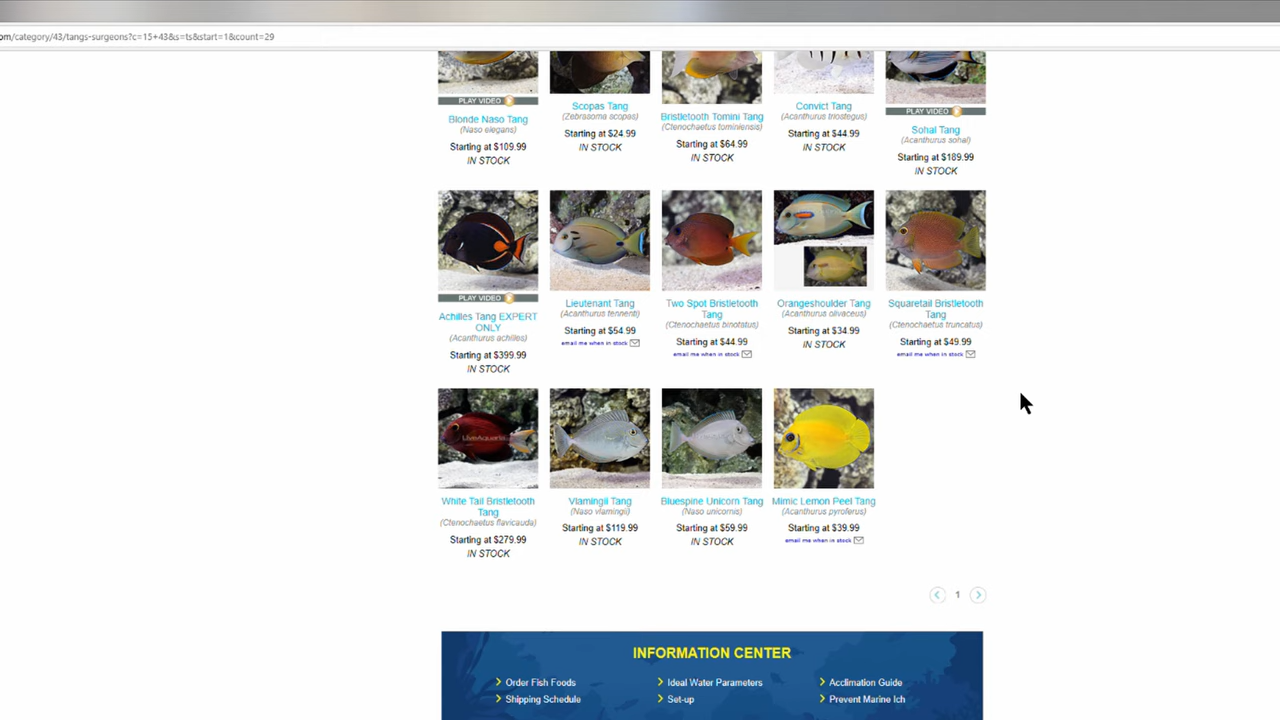 om/category/43/tangs-surgeons?c=15+43&s=ts&start=1&count=29
PLAY VIDEO
Blonde Naso Tang
(Naso elegans)
Starting at $109.99
IN STOCK
Scopas Tang
(Zebrasoma scopas)
Starting at $24.99
IN STOCK
Bristletooth Tomini Tang
(Ctenochaetus tominiensis)
Starting at $64.99
IN STOCK
Convict Tang
(Acanthurus triostegus)
Starting at $44.99
IN STOCK
PLAY VIDEO
Sohal Tang
(Acanthurus sohal)
Starting at $189.99
IN STOCK
PLAY VIDEO
Achilles Tang EXPERT
ONLY
(Acanthurus achilles)
Starting at $399.99
IN STOCK
Lieutenant Tang
(Acanthurus tennenti)
Starting at $54.99
email me when in stock
Two Spot Bristletooth
Tang
(Ctenochaetus binotatus)
Starting at $44.99
email me when in stock
Orangeshoulder Tang
(Acanthurus olivaceus)
Starting at $34.99
IN STOCK
Squaretail Bristletooth
Tang
(Ctenochaetus truncatus)
Starting at $49.99
email me when in stock
LiveAquaria
White Tail Bristletooth
Tang
(Ctenochaetus flavicauda)
Starting at $279.99
IN STOCK
Vlamingii Tang
(Naso vlamingii)
Starting at $119.99
IN STOCK
Bluespine Unicorn Tang
(Naso unicornis)
Starting at $59.99
IN STOCK
Mimic Lemon Peel Tang
(Acanthurus pyroferus)
Starting at $39.99
email me when in stock
1
INFORMATION CENTER
Order Fish Foods
Ideal Water Parameters
Acclimation Guide
Shipping Schedule
Set-up
Prevent Marine Ich